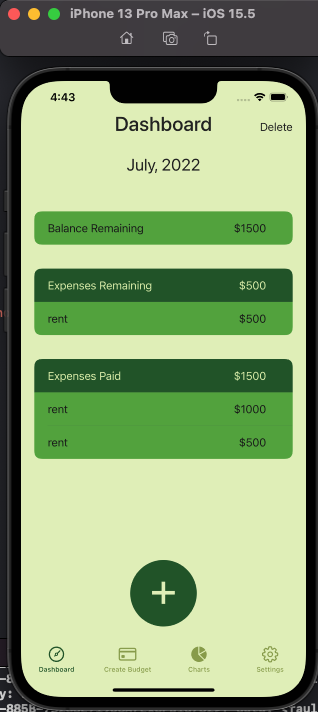 iPhone 13 Pro Max – iOS 15.5
4:43
Dashboard
Delete
July, 2022
Balance Remaining $1500
Expenses Remaining $500
rent $500
Expenses Paid $1500
rent $1000
rent $500
Dashboard Create Budget Charts Settings